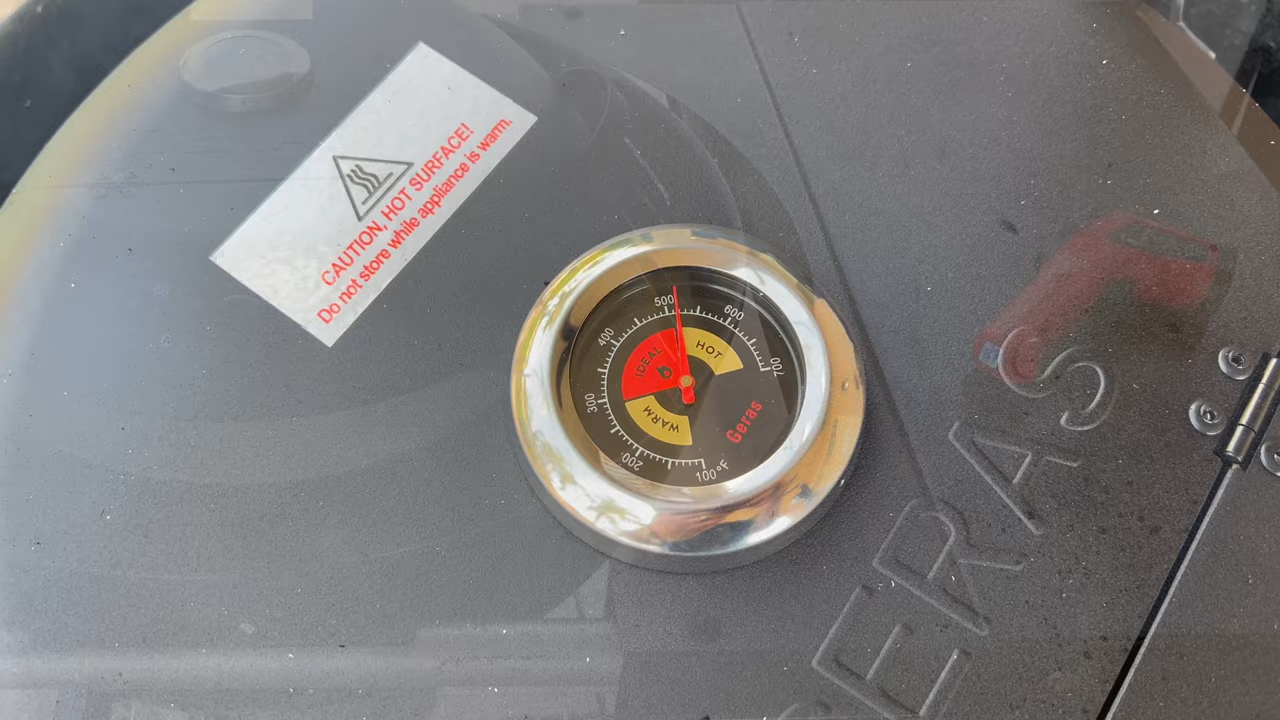 CAUTION, HOT SURFACE!
Do not store while appliance is warm.
500
600
400
700
IDEAL
HOT
300
WARM
Geras
200
100°F
GERAS